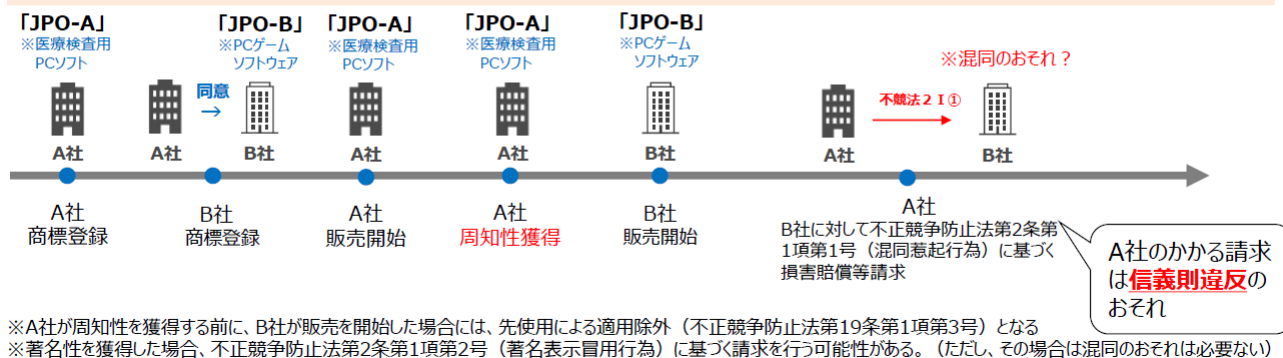 「JPO-A」
※医療検査用
PCソフト
A社
「JPO-B」
※PCゲーム
ソフトウェア
同意
→
A社
B社
「JPO-A」
※医療検査用
PCソフト
A社
「JPO-A」
※医療検査用
PCソフト
A社
「JPO-B」
※PCゲーム
ソフトウェア
B社
※混同のおそれ?
不競法2Ⅰ①
A社
B社
A社
商標登録
B社
商標登録
A社
販売開始
A社
周知性獲得
B社
販売開始
A社
B社に対して不正競争防止法第2条第
1項第1号(混同惹起行為)に基づく
損害賠償等請求
A社のかかる請求
は信義則違反の
おそれ
※A社が周知性を獲得する前に、B社が販売を開始した場合には、先使用による適用除外(不正競争防止法第19条第1項第3号)となる
※著名性を獲得した場合、不正競争防止法第2条第1項第2号(著名表示冒用行為)に基づく請求を行う可能性がある。(ただし、その場合は混同のおそれは必要ない)